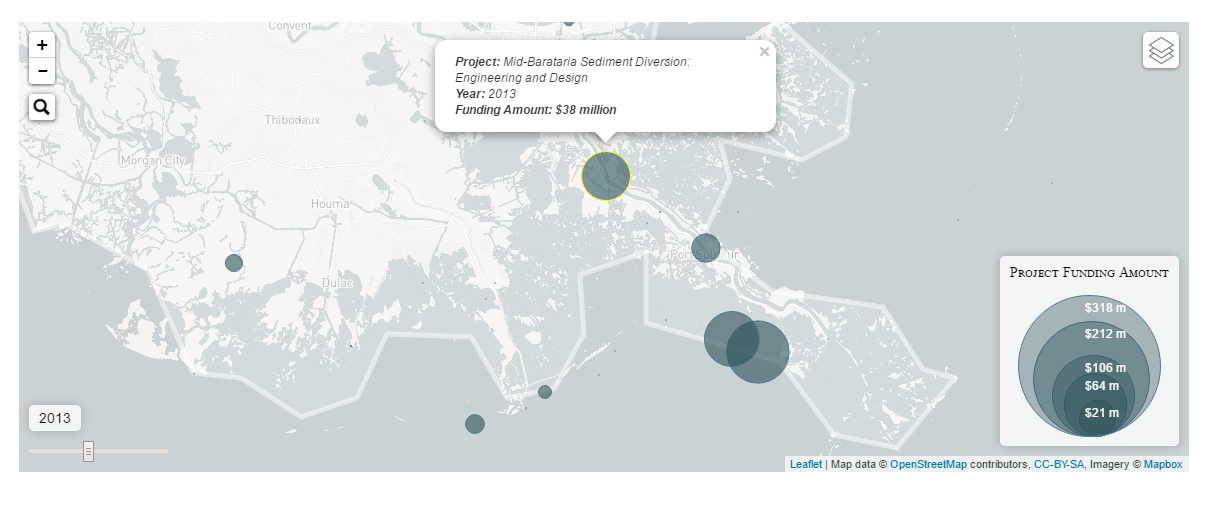 Convent
+
−
×
Project: Mid-Barataria Sediment Diversion:
Engineering and Design
Year: 2013
Funding Amount: $38 million
Thibodaux
Morgan City
Houma
Port Sulphur
Dulac
PROJECT FUNDING AMOUNT
$318 m
$212 m
$106 m
$64 m
$21 m
2013
Leaflet | Map data © OpenStreetMap contributors, CC-BY-SA, Imagery © Mapbox